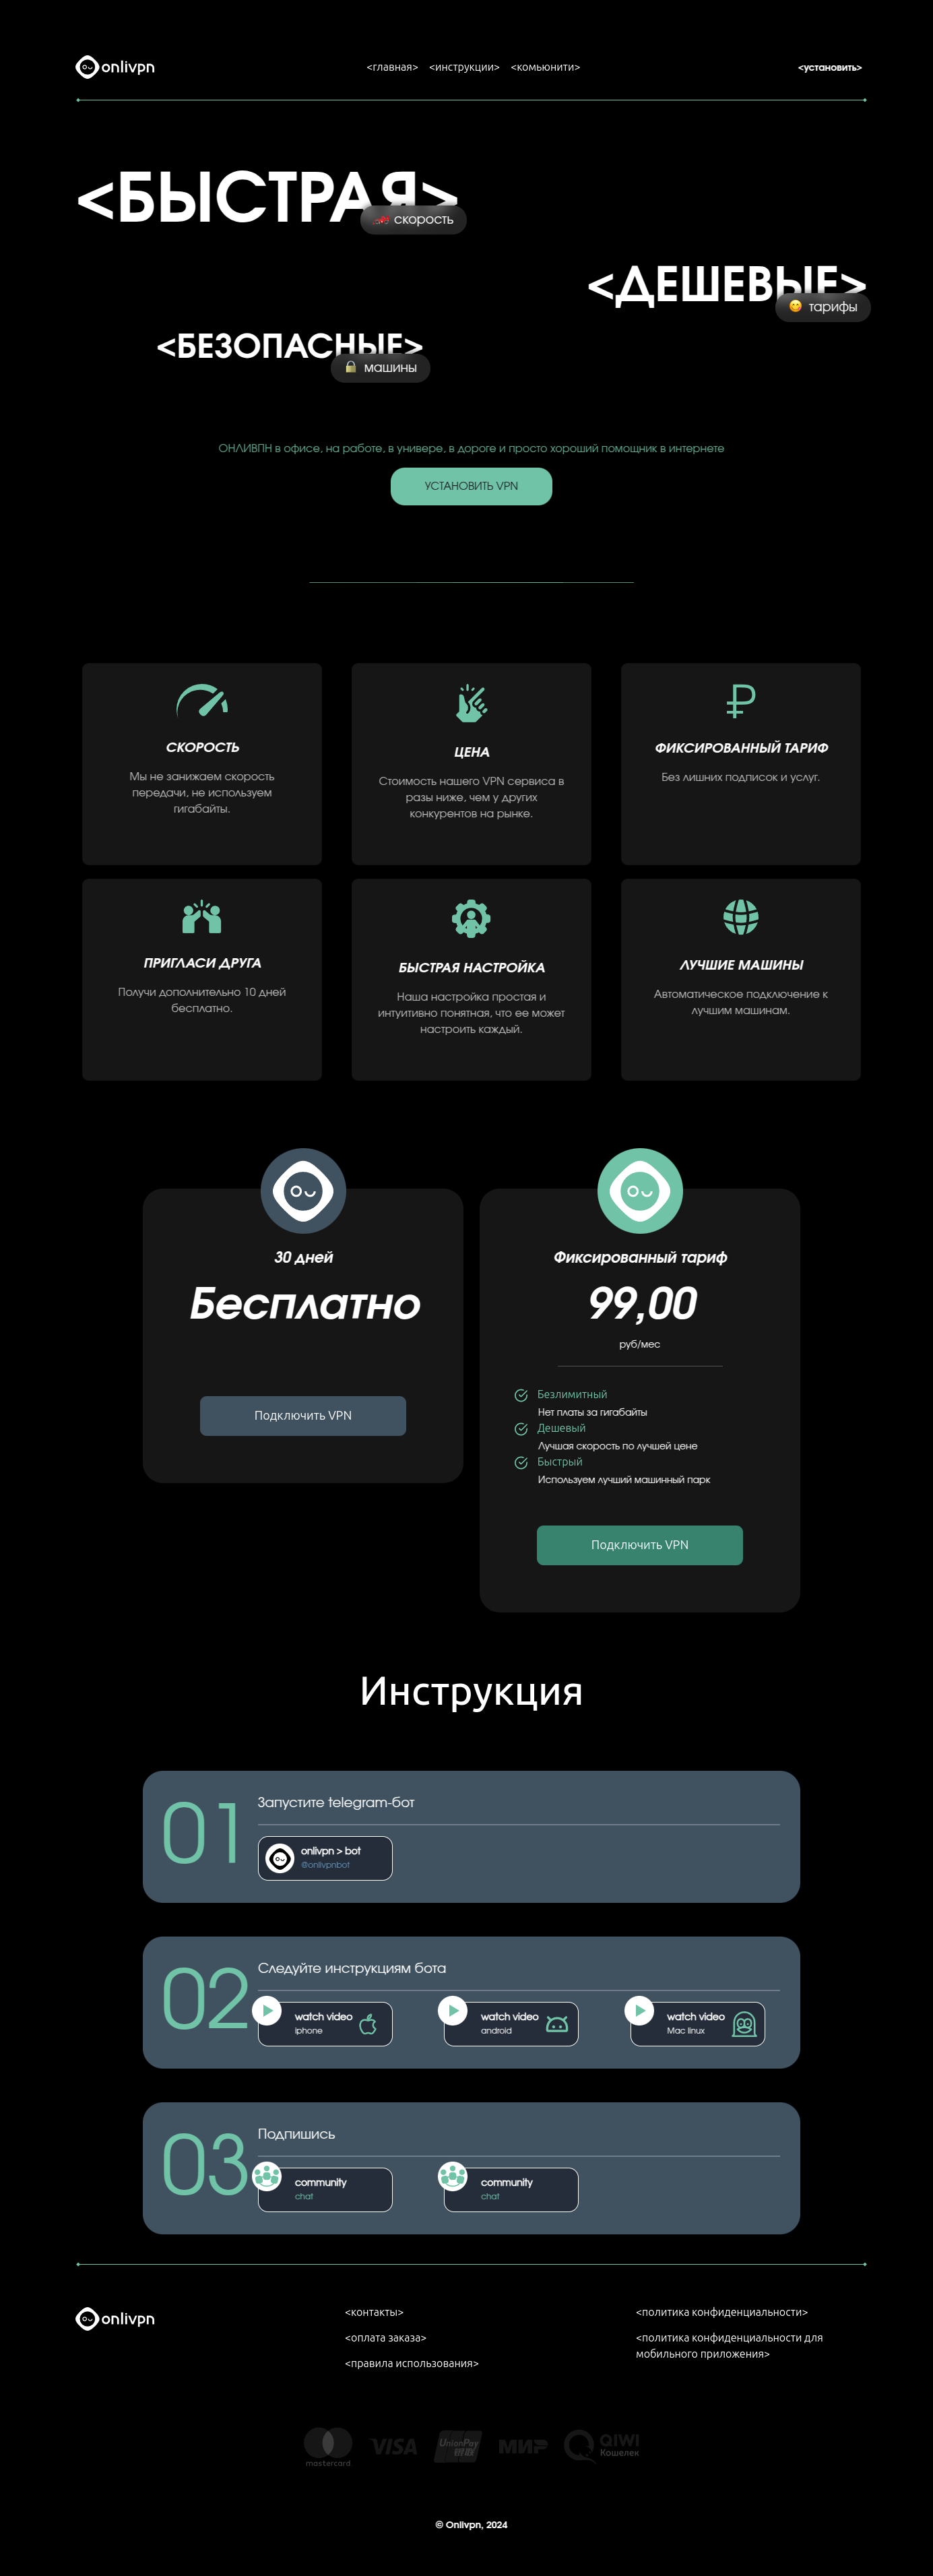 onlivpn
<главная> <инструкции> <комьюнити>
<установить>
<БЫСТРАЯ>
скорость
<ДЕШЕВЫЕ>
тарифы
<БЕЗОПАСНЫЕ>
машины
ОНЛИВПН в офисе, на работе, в универе, в дороге и просто хороший помощник в интернете
УСТАНОВИТЬ VPN
СКОРОСТЬ
Мы не занижаем скорость
передачи, не используем
гигабайты.
ЦЕНА
Стоимость нашего VPN сервиса в
разы ниже, чем у других
конкурентов на рынке.
ФИКСИРОВАННЫЙ ТАРИФ
Без лишних подписок и услуг.
ПРИГЛАСИ ДРУГА
Получи дополнительно 10 дней
бесплатно.
БЫСТРАЯ НАСТРОЙКА
Наша настройка простая и
интуитивно понятная, что ее может
настроить каждый.
ЛУЧШИЕ МАШИНЫ
Автоматическое подключение к
лучшим машинам.
30 дней
Бесплатно
Подключить VPN
Фиксированный тариф
99,00
руб/мес
Безлимитный
Нет платы за гигабайты
Дешевый
Лучшая скорость по лучшей цене
Быстрый
Используем лучший машинный парк
Подключить VPN
Инструкция
01
Запустите telegram-бот
onlivpn > bot
@onlivpnbot
02
Следуйте инструкциям бота
watch video
iphone
watch video
android
watch video
Mac linux
03
Подпишись
community
chat
community
chat
onlivpn
<контакты>
<оплата заказа>
<правила использования>
<политика конфиденциальности>
<политика конфиденциальности для
мобильного приложения>
mastercard
VISA
UnionPay
银联
МИР
QIWI
Кошелек
© Onlivpn, 2024